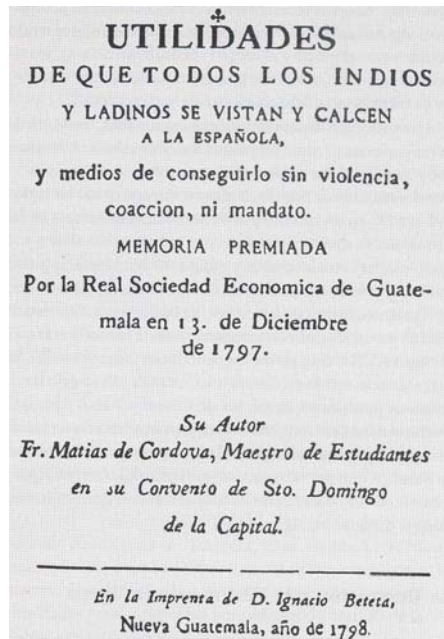 UTILIDADES
DE QUE TODOS LOS INDIOS
Y LADINOS SE VISTAN Y CALCEN
A LA ESPAÑOLA,
y medios de conseguirlo sin violencia,
coaccion, ni mandato.
MEMORIA PREMIADA
Por la Real Sociedad Economica de Guate-
mala en 13. de Diciembre
de 1797.
Su Autor
Fr. Matias de Cordova, Maestro de Estudiantes
en su Convento de Sto. Domingo
de la Capital.
En la Imprenta de D. Ignacio Beteta,
Nueva Guatemala, año de 1798.